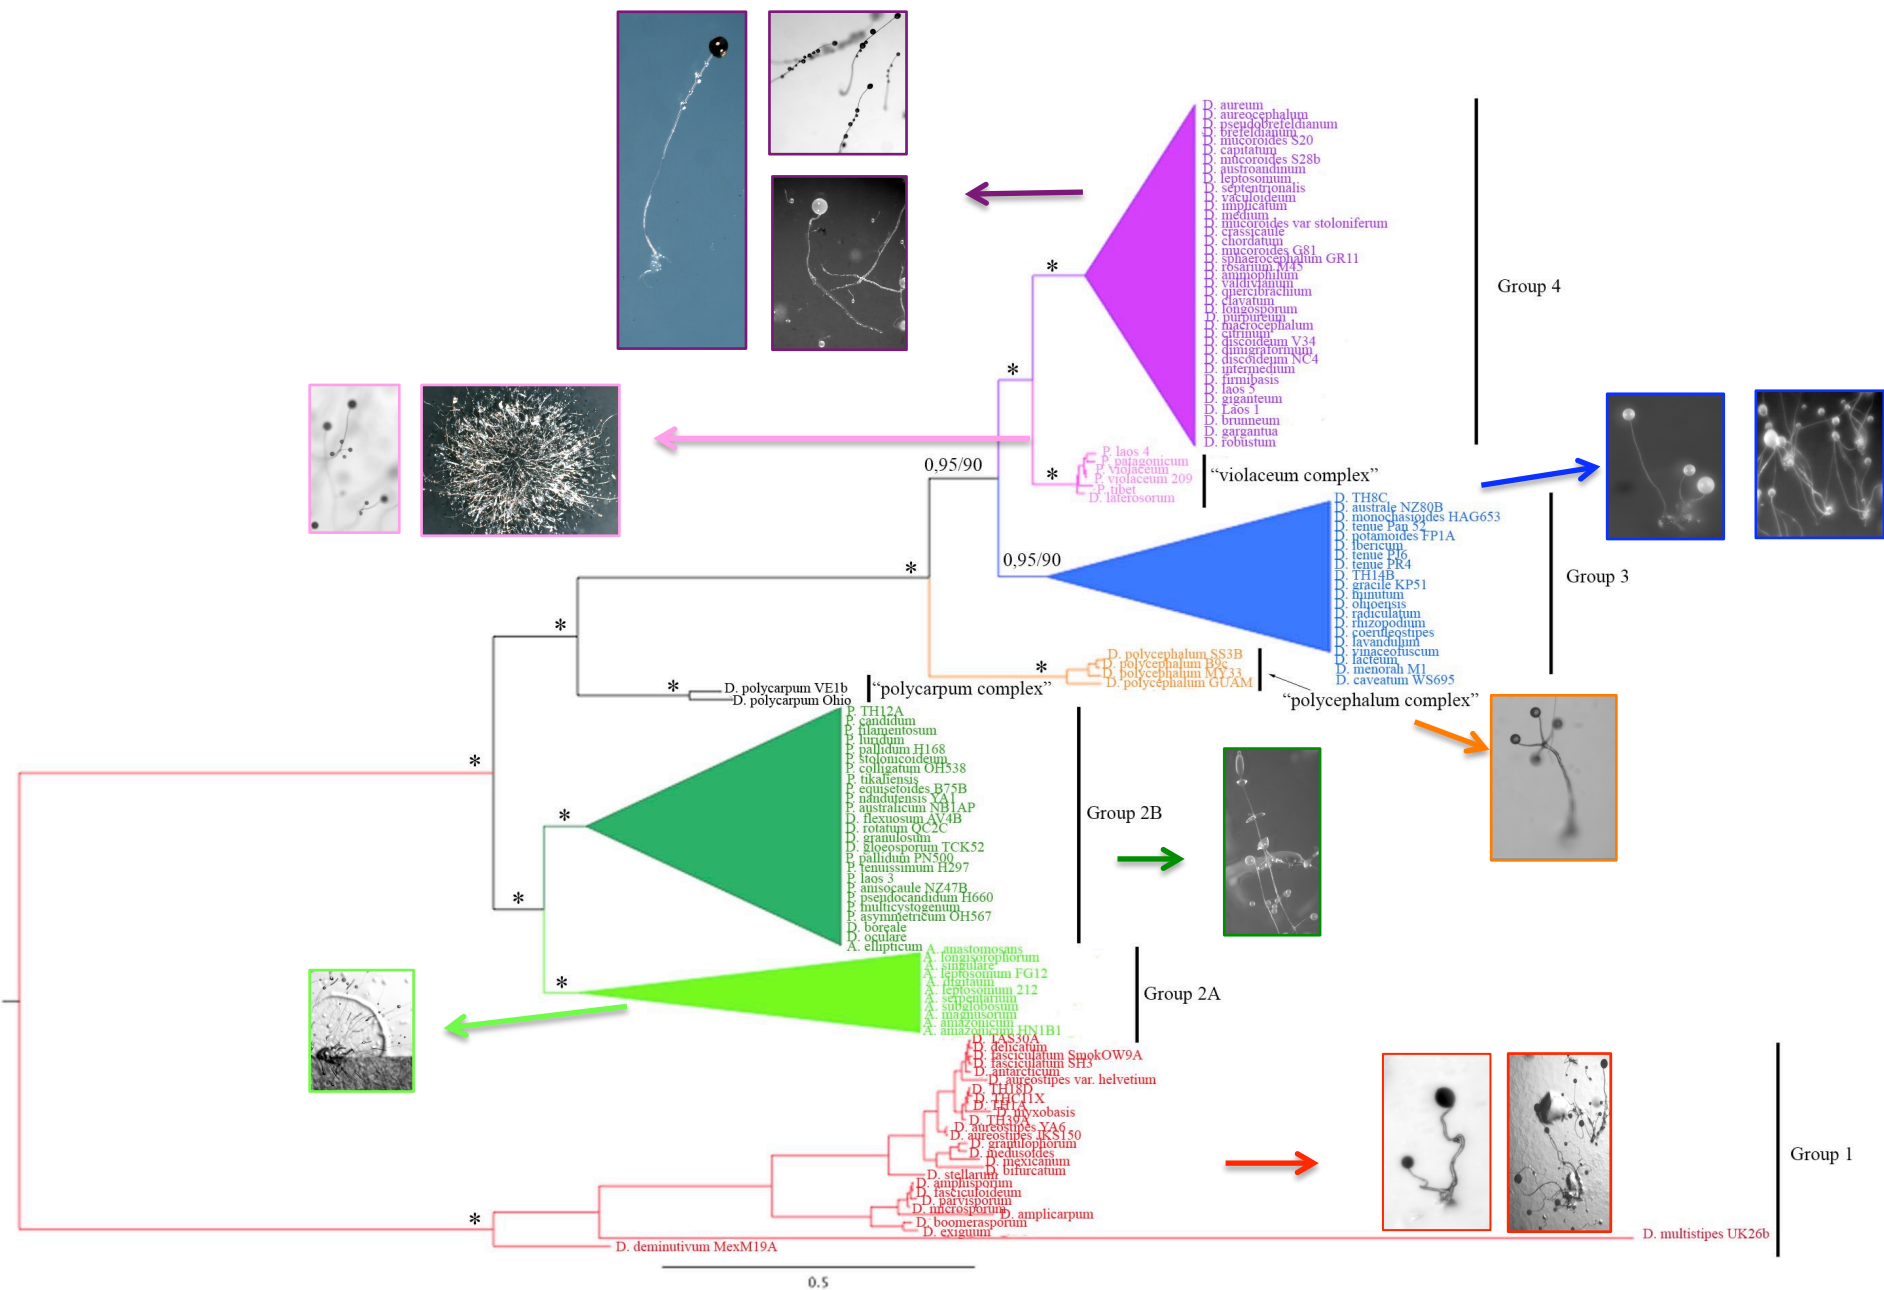 D. aureum
D. aureocephalum
D. pseudobrefeldianum
D. brefeldianum
D. mucoroides S20
D. capitatum
D. mucoroides S28b
D. austroandinum
D. leptosomum
D. septentrionalis
D. vaculoideum
D. implicatum
D. medium
D. mucoroides var stoloniferum
D. crassicaule
D. chordatum
D. mucoroides G81
D. sphaerocephalum GR11
D. rosarium M45
D. ammophilum
D. valdivianum
D. quercibrachium
D. clavatum
D. longosporum
D. purpureum
D. macrocephalum
D. citrinum
D. discoideum V34
D. dimigraformum
D. discoideum NC4
D. intermedium
D. firmibasis
D. laos 5
D. giganteum
D. Laos 1
D. brunneum
D. gargantua
D. robustum
Group 4
*
*
0,95/90
*
P. laos 4
P. patagonicum
P. violaceum
P. violaceum 209
P. tibet
D. laterosorum
“violaceum complex”
0,95/90
D. TH8C
D. australe NZ80B
D. monochasioides HAG653
D. tenue Pan 52
D. potamoides FP1A
D. ibericum
D. tenue PJ6
D. tenue PR4
D. TH14B
D. gracile KP51
D. minutum
D. ohioensis
D. radiculatum
D. rhizopodium
D. coeruleostipes
D. lavandulum
D. vinaceofuscum
D. lacteum
D. menorah M1
D. caveatum WS695
Group 3
*
*
*
D. polycephalum SS3B
D. polycephalum B9c
D. polycephalum MY33
D. polycephalum GUAM
“polycephalum complex”
*
D. polycarpum VE1b
D. polycarpum Ohio
“polycarpum complex”
*
*
*
P. TH12A
P. candidum
P. filamentosum
P. luridum
P. pallidum H168
P. stolonicoideum
P. colligatum OH538
P. tikaliensis
P. equisetoides B75B
P. nandutensis YA1
P. australicum NB1AP
D. flexuosum AV4B
D. rotatum QC2C
D. granulosum
D. gloeosporum TCK52
P. pallidum PN500
P. tenuissimum H297
P. laos 3
P. anisocaule NZ47B
P. pseudocandidum H660
P. multicystogenum
P. asymmetricum OH567
D. boreale
D. oculare
A. ellipticum
Group 2B
*
A. anastomosans
A. longisorophorum
A. singulare
A. leptosomum FG12
A. digitatum
A. leptosomum 212
A. serpentarium
A. subglobosum
A. magnusorum
A. amazonicum
A. amazonicum HN1B1
Group 2A
D. TAS30A
D. delicatum
D. fasciculatum SmokOW9A
D. fasciculatum SH3
D. antarcticum
D. aureostipes var. helvetium
D. TH18D
D. THC11X
D. TH1A
D. myxobasis
D. TH39A
D. aureostipes YA6
D. aureostipes JKS150
D. granulophorum
D. medusoides
D. mexicanum
D. bifurcatum
D. stellarum
D. amphisporum
D. fasciculoideum
D. parvisporum
D. microsporum
D. amplicarpum
D. boomerasporum
D. exiguum
*
D. multistipes UK26b
D. deminutivum MexM19A
Group 1
0.5